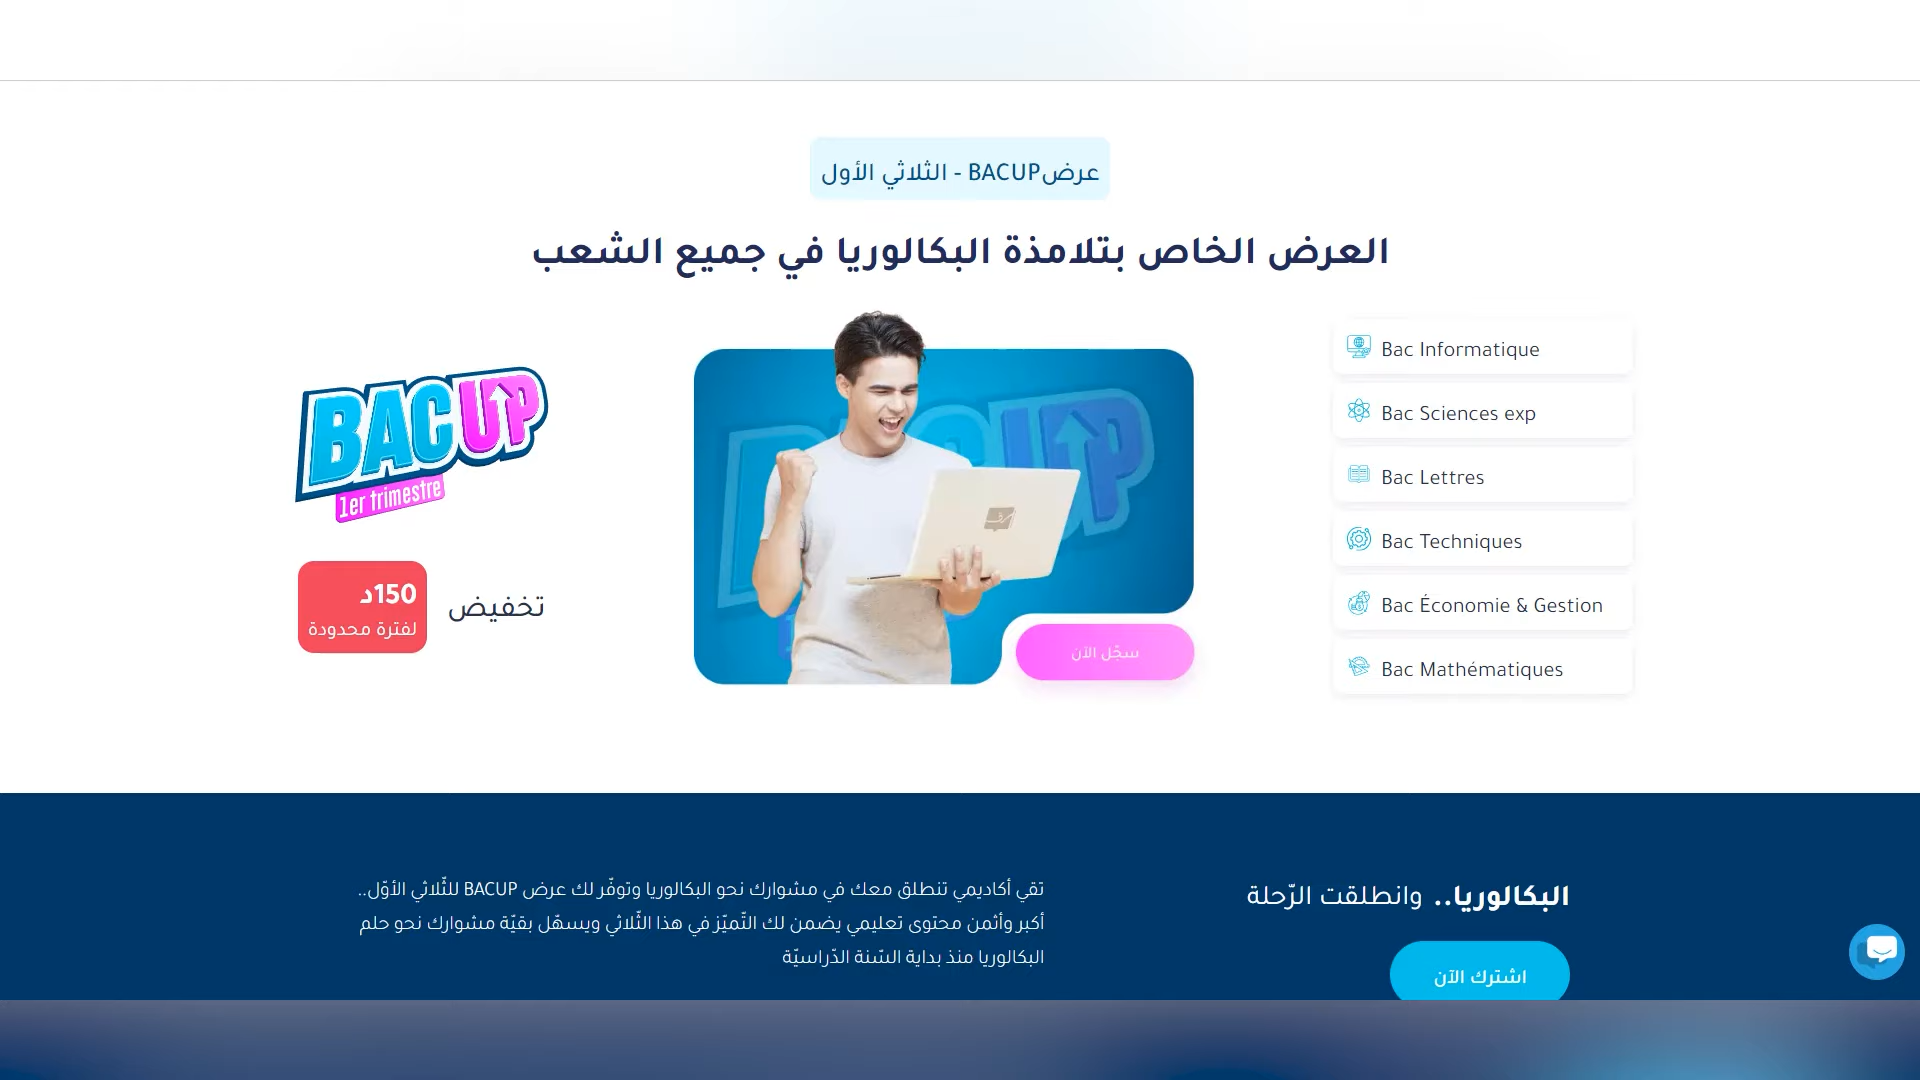 عرضBACUP - الثلاثي الأول
العرض الخاص بتلامذة البكالوريا في جميع الشعب
Bac Informatique
Bac Sciences exp
Bac Lettres
Bac Techniques
Bac Économie & Gestion
Bac Mathématiques
BACUP
سجّل الآن
BACUP
1er trimestre
تخفيض
150د
لفترة محدودة
البكالوريا.. وانطلقت الرّحلة
اشترك الآن
تقي أكاديمي تنطلق معك في مشوارك نحو البكالوريا وتوفّر لك عرض BACUP للثّلاثي الأوّل..
أكبر وأثمن محتوى تعليمي يضمن لك التّميّز في هذا الثّلاثي ويسهّل بقيّة مشوارك نحو حلم
البكالوريا منذ بداية السّنة الدّراسيّة